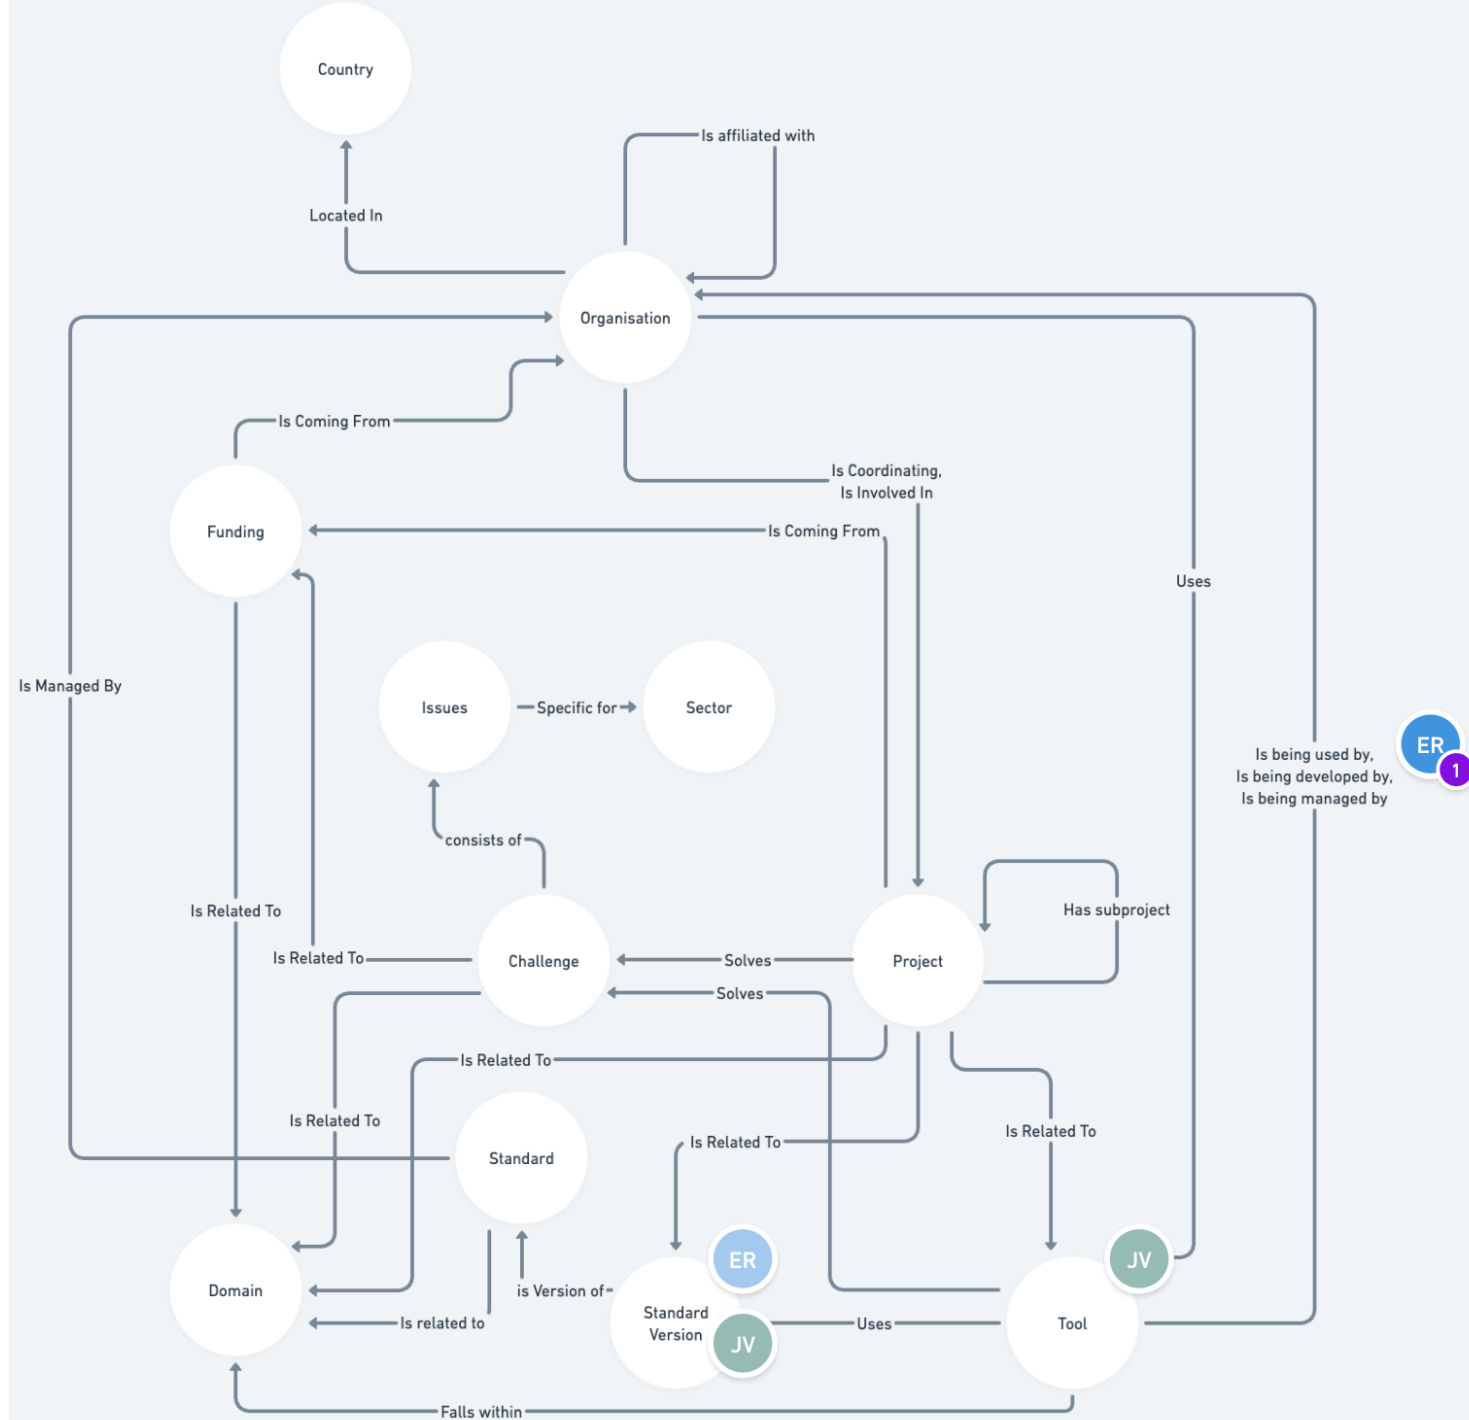 Country
Is affiliated with
Located In
Organisation
Is Coming From
Is Coordinating,
Is Involved In
Funding
Is Coming From
Uses
Is Managed By
Issues
Specific for
Sector
ER
1
Is being used by,
Is being developed by,
Is being managed by
consists of
Is Related To
Has subproject
Is Related To
Challenge
Solves
Project
Solves
Is Related To
Is Related To
Is Related To
Is Related To
Standard
ER
JV
Domain
is Version of
Standard
Version
JV
Is related to
Uses
Tool
Falls within